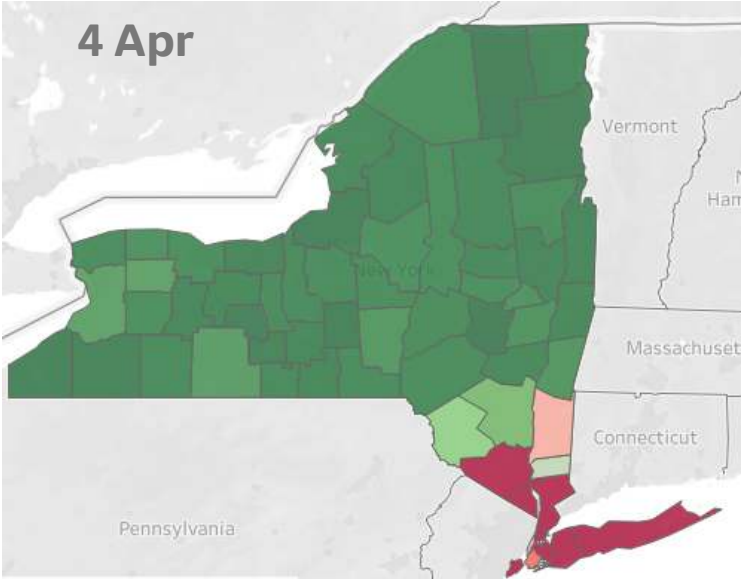 4 Apr
Vermont
N
Ham
New York
Massachuset
Connecticut
Pennsylvania